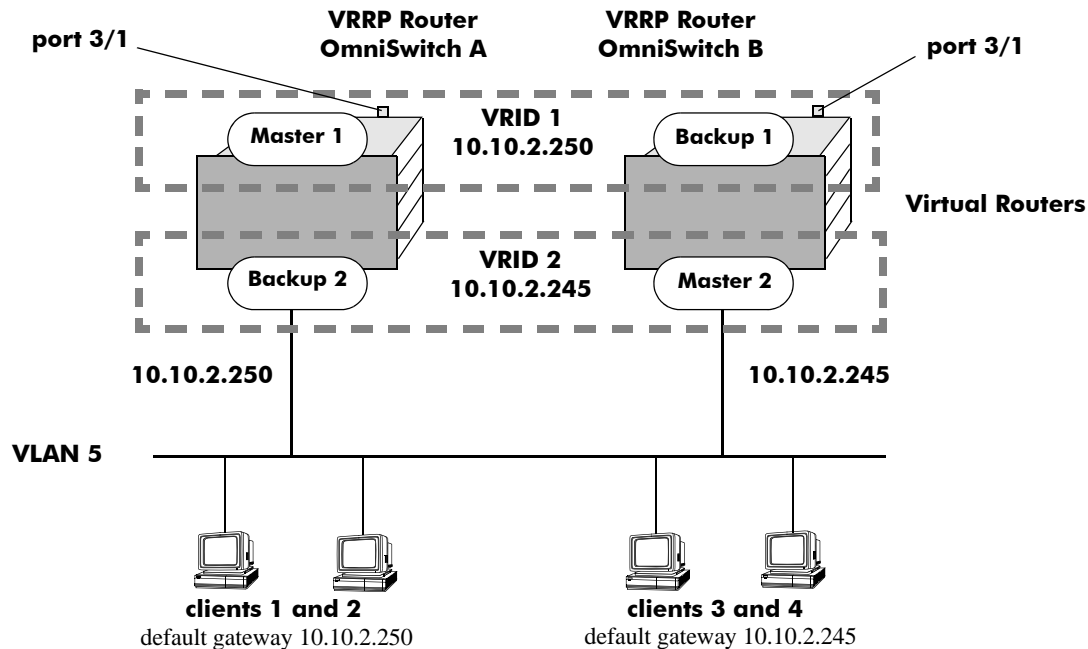 VRRP Router
OmniSwitch A
VRRP Router
OmniSwitch B
port 3/1
port 3/1
Master 1
VRID 1
10.10.2.250
Backup 1
Virtual Routers
Backup 2
VRID 2
10.10.2.245
Master 2
10.10.2.250
10.10.2.245
VLAN 5
clients 1 and 2
default gateway 10.10.2.250
clients 3 and 4
default gateway 10.10.2.245